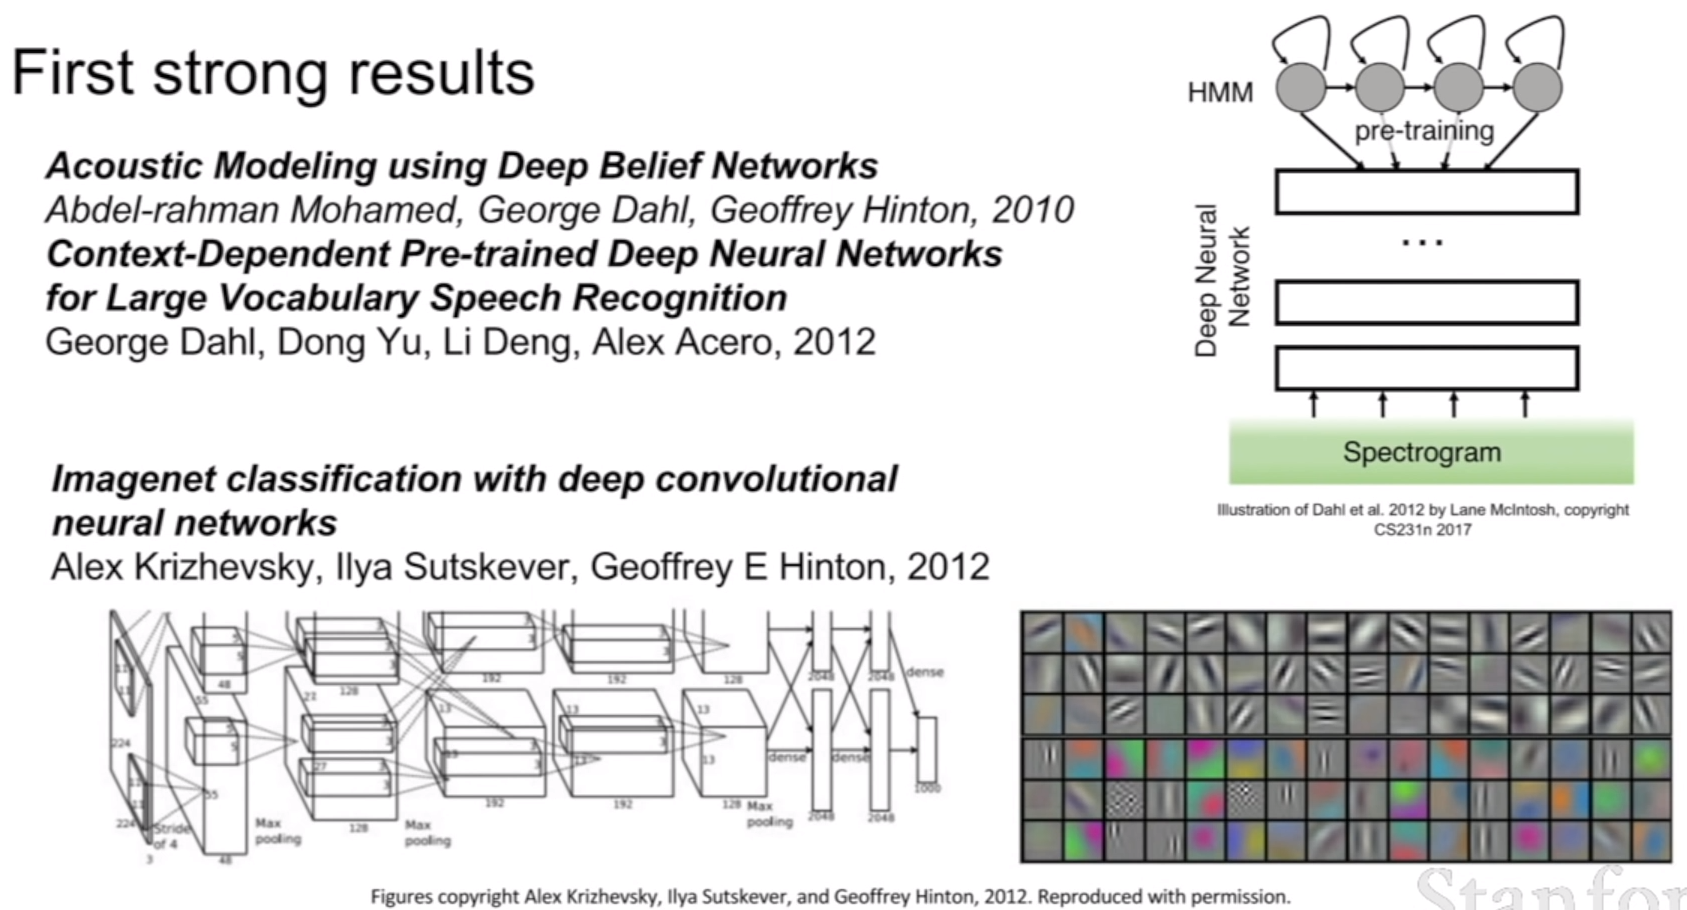 First strong results
Acoustic Modeling using Deep Belief Networks
Abdel-rahman Mohamed, George Dahl, Geoffrey Hinton, 2010
Context-Dependent Pre-trained Deep Neural Networks
for Large Vocabulary Speech Recognition
George Dahl, Dong Yu, Li Deng, Alex Acero, 2012
HMM
pre-training
Deep Neural
Network
...
Spectrogram
Illustration of Dahl et al. 2012 by Lane McIntosh, copyright
CS231n 2017
Imagenet classification with deep convolutional
neural networks
Alex Krizhevsky, Ilya Sutskever, Geoffrey E Hinton, 2012
48
128
192
192
128
2048
2048
dense
55
27
13
13
13
224
5
5
3
3
13
dense
dense
1000
55
27
192
192
128
Max
pooling
2048
2048
224
Stride
of 4
Max
pooling
128
Max
pooling
3
48
Figures copyright Alex Krizhevsky, Ilya Sutskever, and Geoffrey Hinton, 2012. Reproduced with permission.